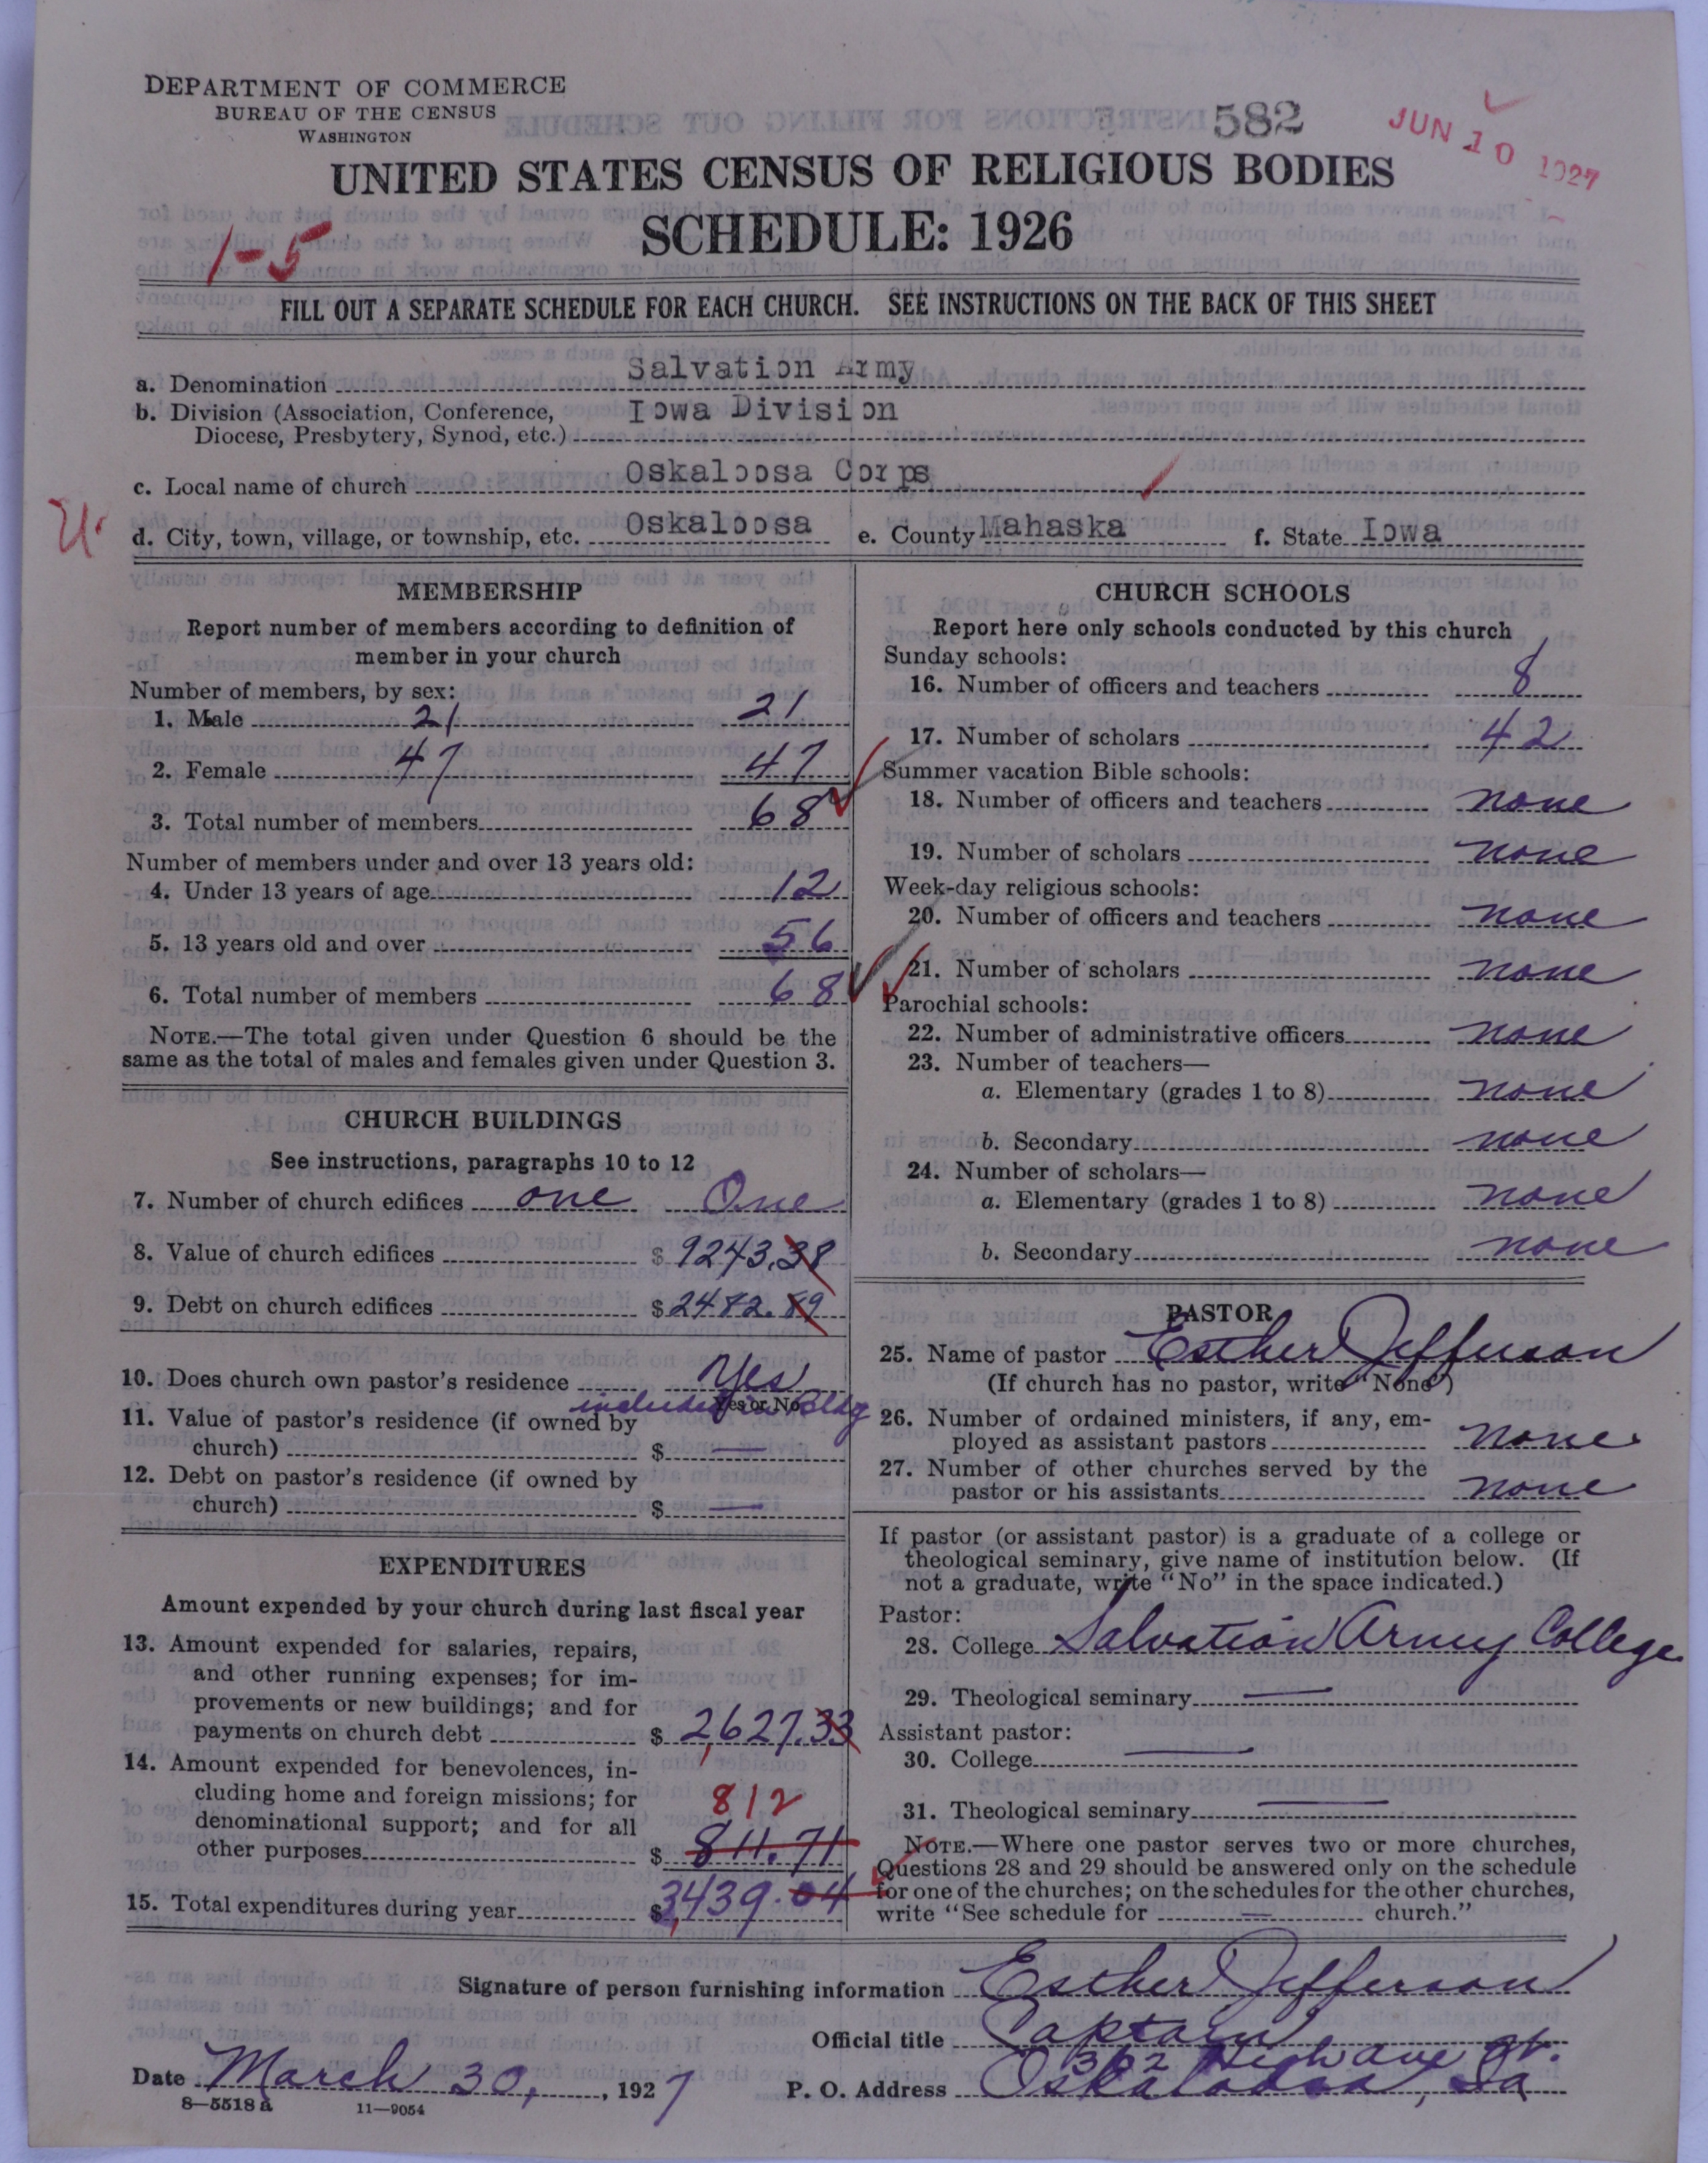 DEPARTMENT OF COMMERCE
BUREAU OF THE CENSUS
WASHINGTON
582
JUN 10 1927
UNITED STATES CENSUS OF RELIGIOUS BODIES
SCHEDULE: 1926
1-5
FILL OUT A SEPARATE SCHEDULE FOR EACH CHURCH. SEE INSTRUCTIONS ON THE BACK OF THIS SHEET
a. Denomination Salvation Army
b. Division (Association, Conference, Iowa Division
Diocese, Presbytery, Synod, etc.)
c. Local name of church Oskaloosa Corps
d. City, town, village, or township, etc. Oskaloosa e. County Mahaska f. State Iowa
MEMBERSHIP
Report number of members according to definition of
member in your church
Number of members, by sex:
1. Male 21 21
2. Female 47 47
3. Total number of members 68
Number of members under and over 13 years old:
4. Under 13 years of age 12
5. 13 years old and over 56
6. Total number of members 68
NOTE.—The total given under Question 6 should be the
same as the total of males and females given under Question 3.
CHURCH BUILDINGS
See instructions, paragraphs 10 to 12
7. Number of church edifices one One
8. Value of church edifices $ 9243.38
9. Debt on church edifices $ 2482.89
10. Does church own pastor's residence Yes
Yes or No
included in Bldg
11. Value of pastor's residence (if owned by
church) $ —
12. Debt on pastor's residence (if owned by
church) $ —
EXPENDITURES
Amount expended by your church during last fiscal year
13. Amount expended for salaries, repairs,
and other running expenses; for im-
provements or new buildings; and for
payments on church debt $ 2,627.33
14. Amount expended for benevolences, in-
cluding home and foreign missions; for 812
denominational support; and for all
other purposes $ 811.71
15. Total expenditures during year $ 3,439.04
CHURCH SCHOOLS
Report here only schools conducted by this church
Sunday schools:
16. Number of officers and teachers 8
17. Number of scholars 42
Summer vacation Bible schools:
18. Number of officers and teachers none
19. Number of scholars none
Week-day religious schools:
20. Number of officers and teachers none
21. Number of scholars none
Parochial schools:
22. Number of administrative officers none
23. Number of teachers—
a. Elementary (grades 1 to 8) none
b. Secondary none
24. Number of scholars—
a. Elementary (grades 1 to 8) none
b. Secondary none
PASTOR
25. Name of pastor Esther Jefferson
(If church has no pastor, write "None")
26. Number of ordained ministers, if any, em-
ployed as assistant pastors none
27. Number of other churches served by the
pastor or his assistants none
If pastor (or assistant pastor) is a graduate of a college or
theological seminary, give name of institution below. (If
not a graduate, write "No" in the space indicated.)
Pastor:
28. College Salvation Army College
29. Theological seminary —
Assistant pastor:
30. College —
31. Theological seminary —
NOTE.—Where one pastor serves two or more churches,
Questions 28 and 29 should be answered only on the schedule
for one of the churches; on the schedules for the other churches,
write "See schedule for — church."
Signature of person furnishing information Esther Jefferson
Official title Captain
302 High ave W.
Date March 30, 1927 P. O. Address Oskaloosa, Ia
8—5518 a 11—9054